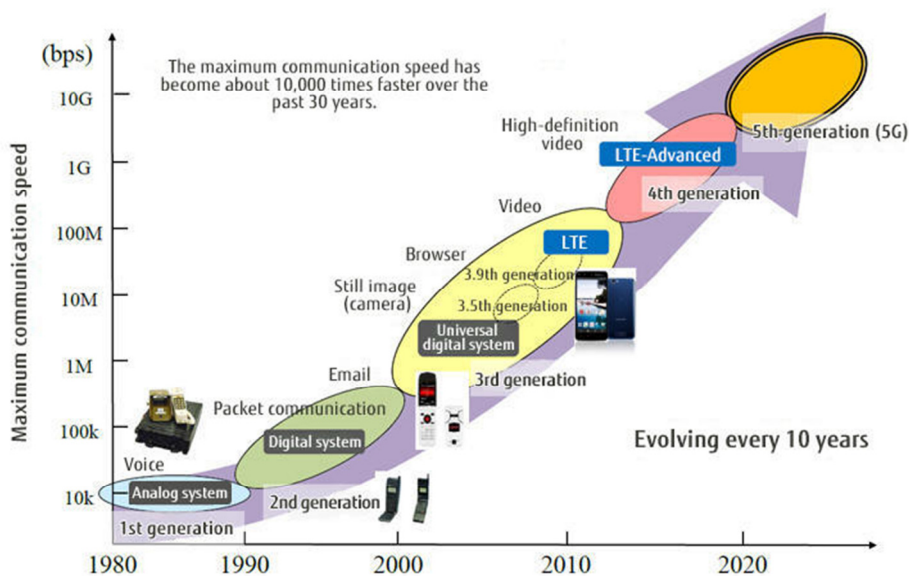 (bps)
The maximum communication speed has
become about 10,000 times faster over the
past 30 years.
Maximum communication speed
10G
1G
100M
10M
1M
100k
10k
5th-generation (5G)
High-definition
video
LTE-Advanced
4th generation
Video
LTE
Browser
3.9th generation
Still image
(camera)
3.5th generation
Universal
digital system
3rd generation
Email
Packet communication
Digital system
2nd generation
Voice
Analog system
1st generation
Evolving every 10 years
1980
1990
2000
2010
2020